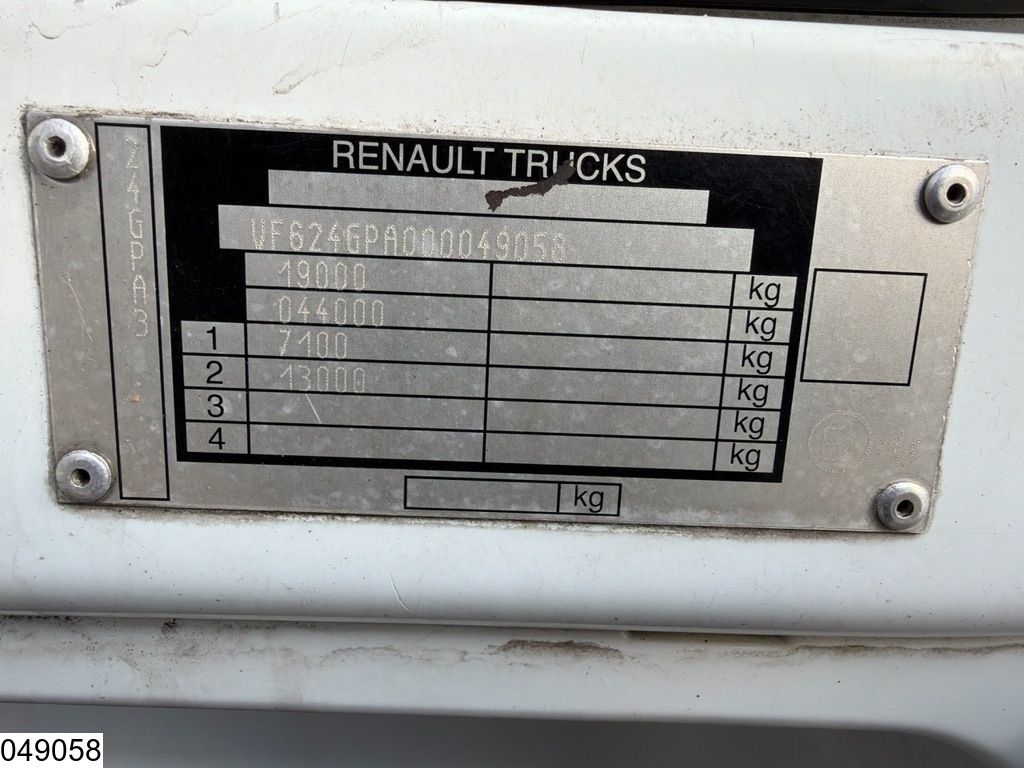 RENAULT TRUCKS
24GPA3
VF624GPA000049058
19000 kg
044000 kg
1 7100 kg
2 13000 kg
3 kg
4 kg
kg
049058